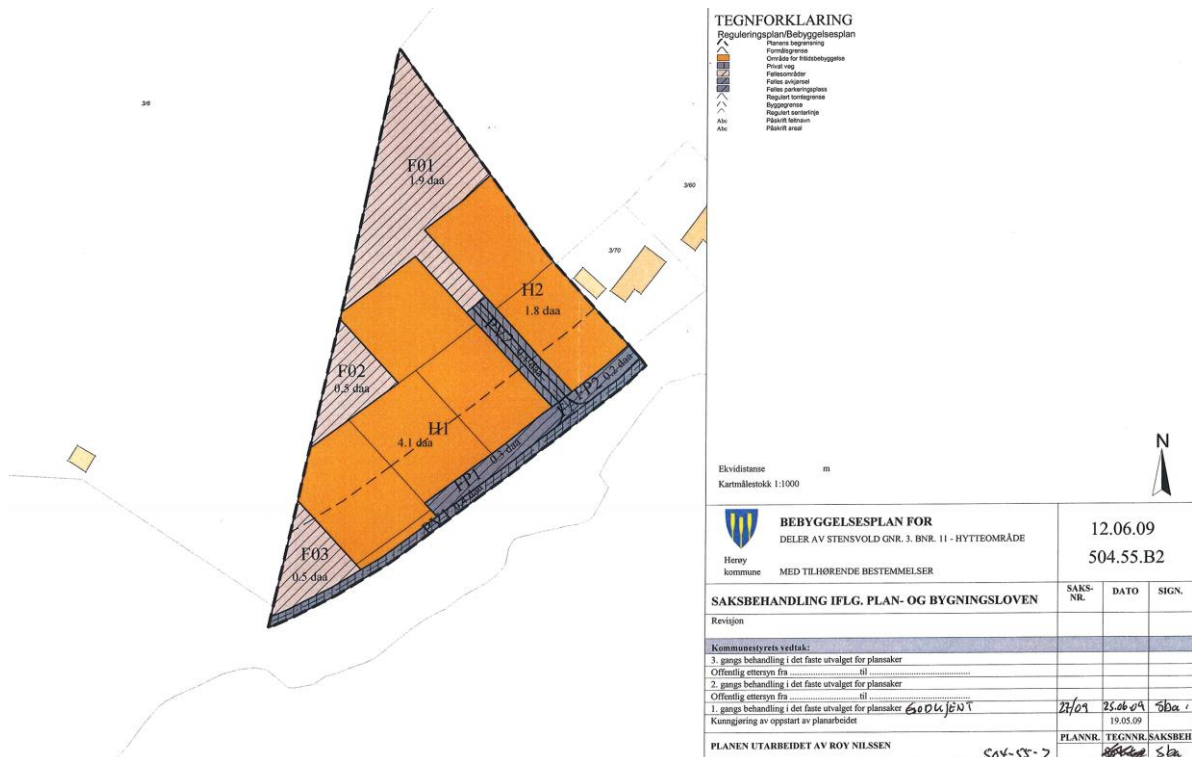 3/6
F01
1.9 daa
3/60
3/70
H2
1.8 daa
PV2
F02
0.5 daa
FP2 0.2 daa
H1
4.1 daa
FP1 0.3 daa
PV1
F03
0.5 daa
TEGNFORKLARING
Reguleringsplan/Bebyggelsesplan
Planens begrensning
Formålsgrense
Område for fritidsbebyggelse
Privat veg
Fellesområder
Felles avkjørsel
Felles parkeringsplass
Regulert tomtegrense
Byggegrense
Regulert senterlinje
Abc Påskrift feltnavn
Abc Påskrift areal
N
Ekvidistanse m
Kartmålestokk 1:1000
Herøy
kommune
BEBYGGELSESPLAN FOR
DELER AV STENSVOLD GNR. 3. BNR. 11 - HYTTEOMRÅDE
MED TILHØRENDE BESTEMMELSER
12.06.09
504.55.B2
SAKSBEHANDLING IFLG. PLAN- OG BYGNINGSLOVEN
SAKS-
NR. DATO SIGN.
Revisjon
Kommunestyrets vedtak:
3. gangs behandling i det faste utvalget for plansaker
Offentlig ettersyn fra ..............................til ........................................
2. gangs behandling i det faste utvalget for plansaker
Offentlig ettersyn fra ..............................til ........................................
1. gangs behandling i det faste utvalget for plansaker GODKJENT 27/09 25.06.09 Sba
Kunngjøring av oppstart av planarbeidet 19.05.09
PLANEN UTARBEIDET AV ROY NILSSEN
PLANNR. TEGNNR. SAKSBEH
504-55-2 Sba